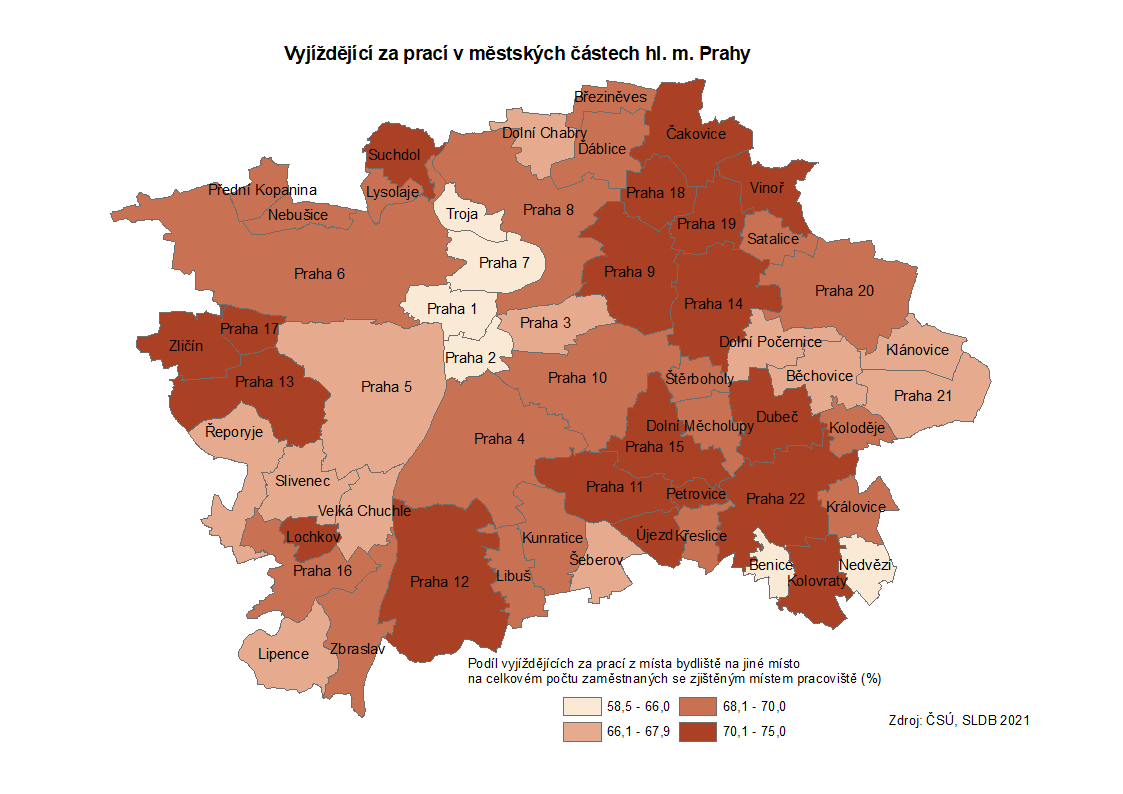 Vyjíždějící za prací v městských částech hl. m. Prahy
Březiněves
Dolní Chabry
Čakovice
Ďáblice
Suchdol
Přední Kopanina
Lysolaje
Praha 18
Vinoř
Nebušice
Troja
Praha 8
Praha 19
Satalice
Praha 6
Praha 7
Praha 9
Praha 20
Praha 1
Praha 14
Praha 17
Praha 3
Zličín
Dolní Počernice
Klánovice
Praha 2
Praha 13
Praha 5
Praha 10
Štěrboholy
Běchovice
Praha 21
Řeporyje
Praha 4
Dolní Měcholupy
Dubeč
Koloděje
Praha 15
Slivenec
Praha 11
Petrovice
Praha 22
Velká Chuchle
Královice
Lochkov
Kunratice
Újezd
Křeslice
Praha 16
Šeberov
Benice
Nedvězí
Praha 12
Libuš
Kolovraty
Lipence
Zbraslav
Podíl vyjíždějících za prací z místa bydliště na jiné místo
na celkovém počtu zaměstnaných se zjištěným místem pracoviště (%)
58,5 - 66,0
68,1 - 70,0
66,1 - 67,9
70,1 - 75,0
Zdroj: ČSÚ, SLDB 2021